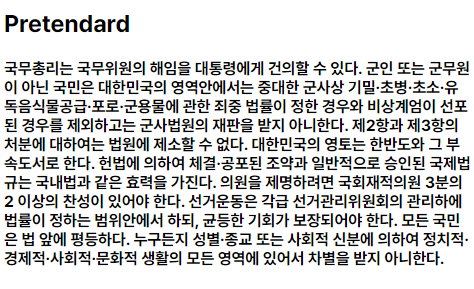 Pretendard
국무총리는 국무위원의 해임을 대통령에게 건의할 수 있다. 군인 또는 군무원
이 아닌 국민은 대한민국의 영역안에서는 중대한 군사상 기밀·초병·초소·유
독음식물공급·포로·군용물에 관한 죄중 법률이 정한 경우와 비상계엄이 선포
된 경우를 제외하고는 군사법원의 재판을 받지 아니한다. 제2항과 제3항의
처분에 대하여는 법원에 제소할 수 없다. 대한민국의 영토는 한반도와 그 부
속도서로 한다. 헌법에 의하여 체결·공포된 조약과 일반적으로 승인된 국제법
규는 국내법과 같은 효력을 가진다. 의원을 제명하려면 국회재적의원 3분의
2 이상의 찬성이 있어야 한다. 선거운동은 각급 선거관리위원회의 관리하에
법률이 정하는 범위안에서 하되, 균등한 기회가 보장되어야 한다. 모든 국민
은 법 앞에 평등하다. 누구든지 성별·종교 또는 사회적 신분에 의하여 정치적·
경제적·사회적·문화적 생활의 모든 영역에 있어서 차별을 받지 아니한다.